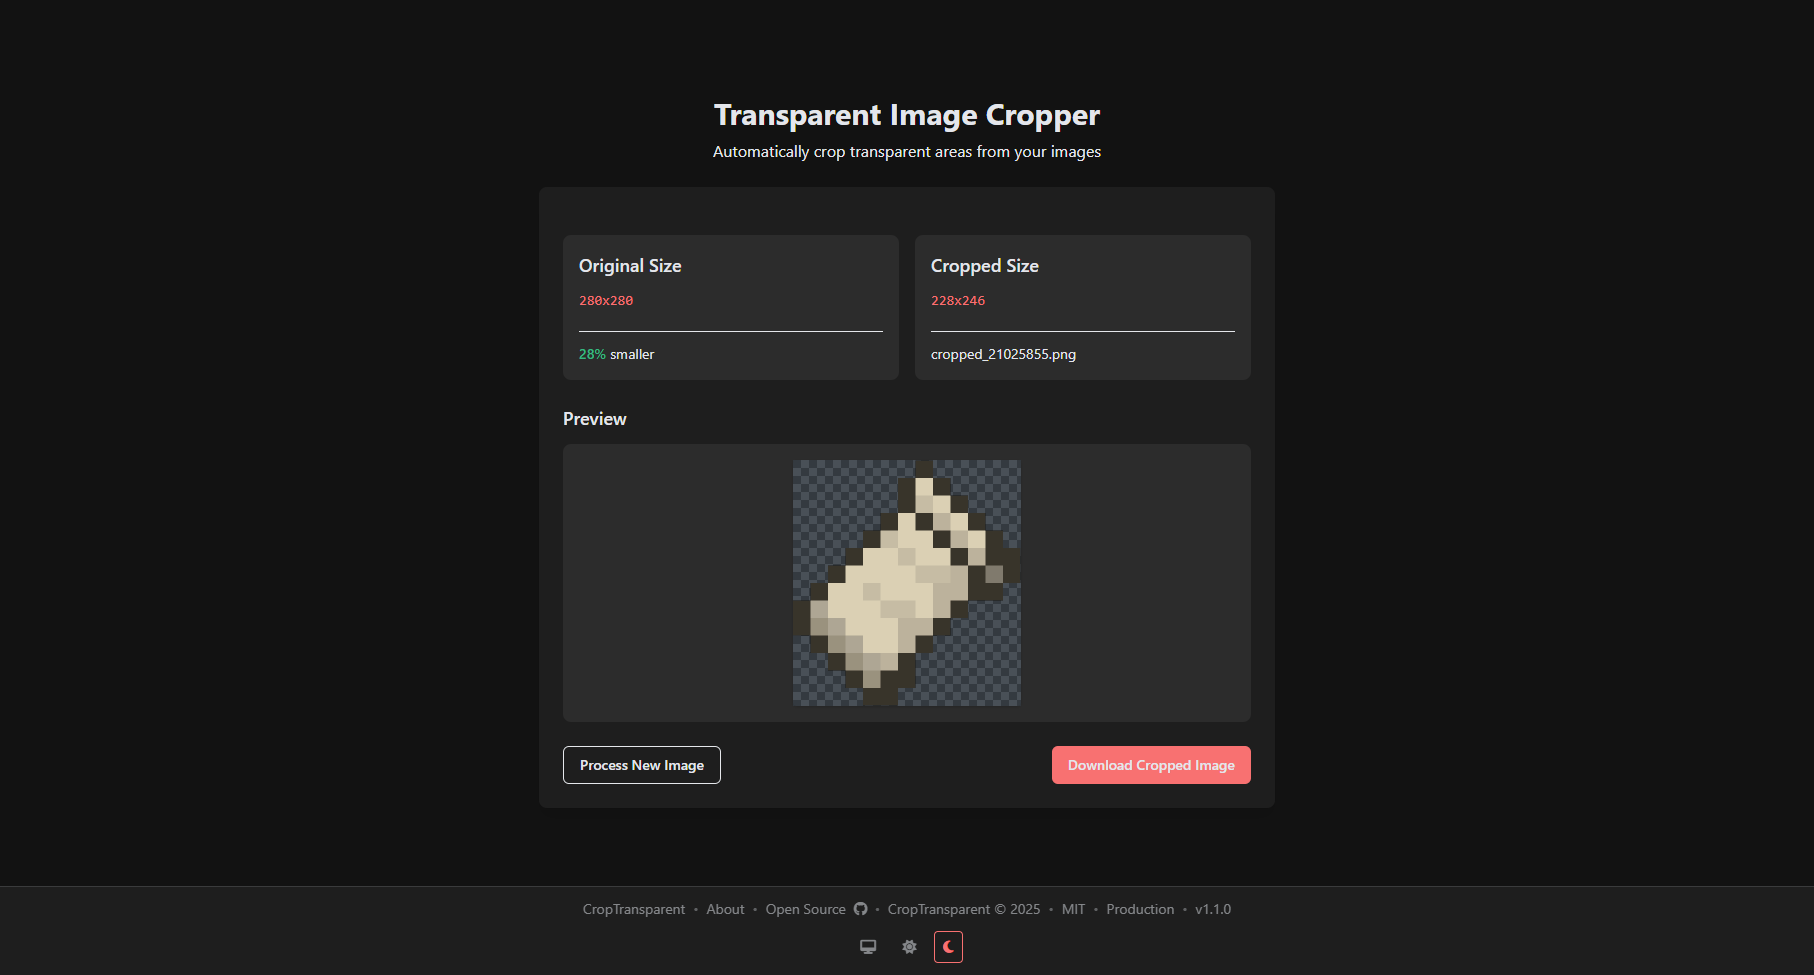 Transparent Image Cropper
Automatically crop transparent areas from your images
Original Size
280x280
28% smaller
Cropped Size
228x246
cropped_21025855.png
Preview
Process New Image
Download Cropped Image
CropTransparent • About • Open Source • CropTransparent © 2025 • MIT • Production • v1.1.0